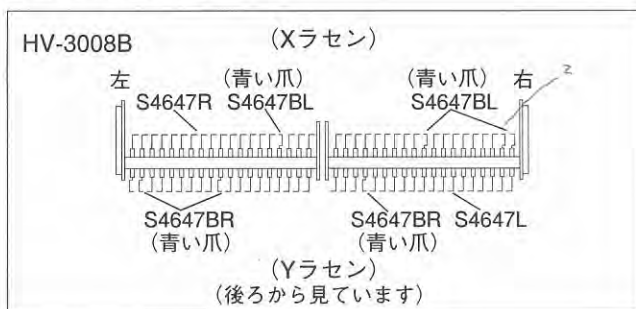 HV-3008B
(Xラセン)
左
(青い爪)
(青い爪)
右
2
S4647R
S4647BL
S4647BL
S4647BR
S4647BR
S4647L
(青い爪)
(青い爪)
(Yラセン)
(後ろから見ています)